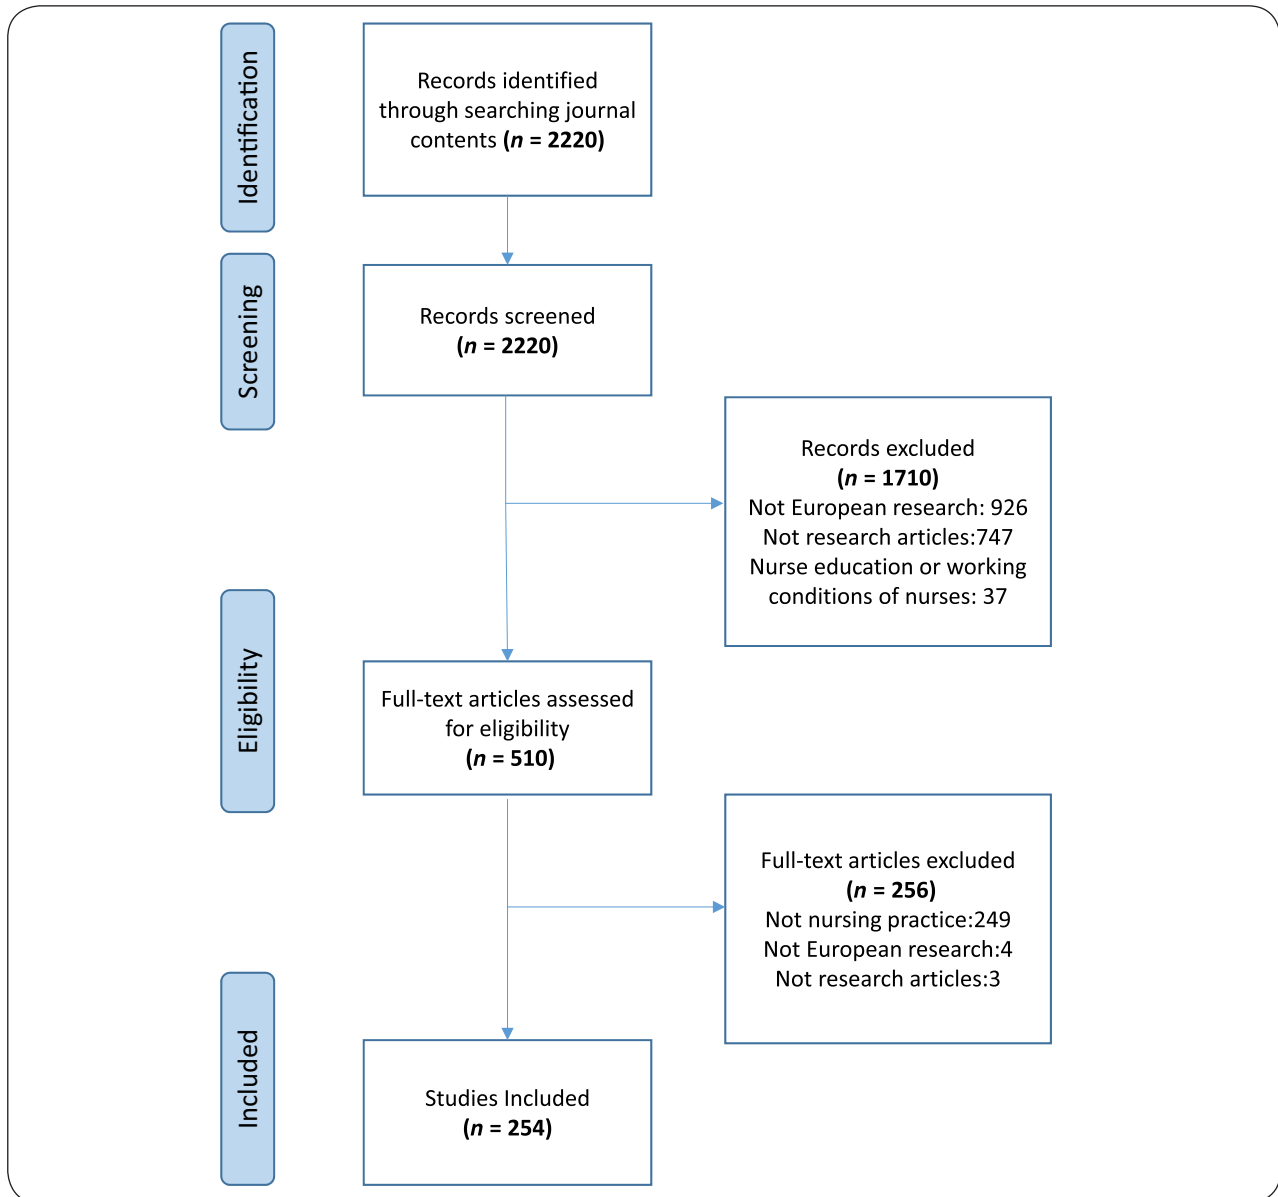 Identification
Records identified
through searching journal
contents (n = 2220)
Screening
Records screened
(n = 2220)
Records excluded
(n = 1710)
Not European research: 926
Not research articles:747
Nurse education or working
conditions of nurses: 37
Eligibility
Full-text articles assessed
for eligibility
(n = 510)
Full-text articles excluded
(n = 256)
Not nursing practice:249
Not European research:4
Not research articles:3
Included
Studies Included
(n = 254)